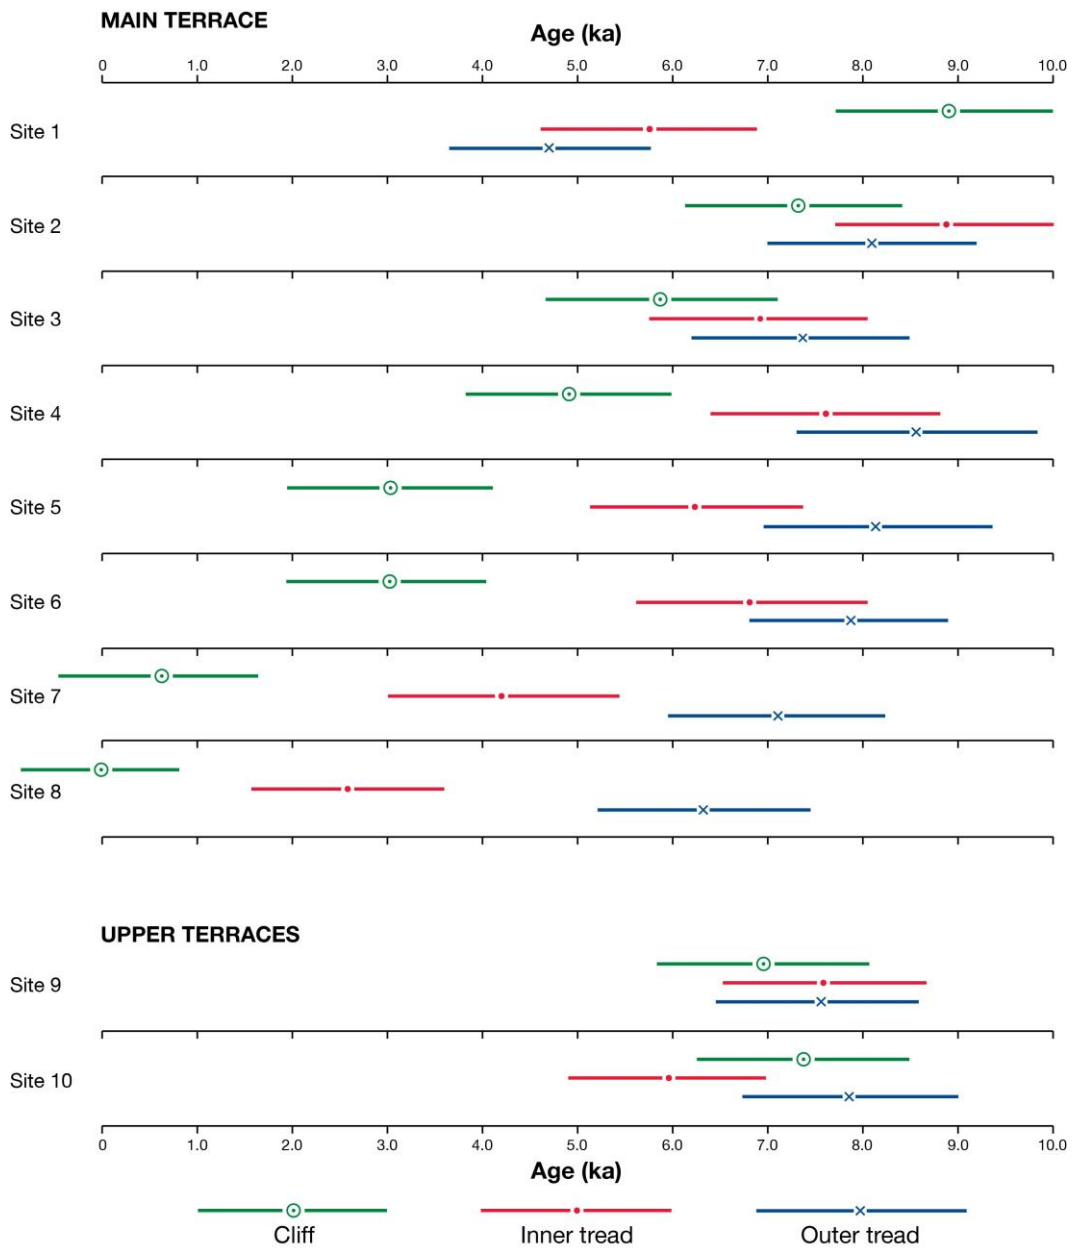 MAIN TERRACE
Age (ka)
0 1.0 2.0 3.0 4.0 5.0 6.0 7.0 8.0 9.0 10.0
Site 1
Site 2
Site 3
Site 4
Site 5
Site 6
Site 7
Site 8
UPPER TERRACES
Site 9
Site 10
0 1.0 2.0 3.0 4.0 5.0 6.0 7.0 8.0 9.0 10.0
Age (ka)
Cliff Inner tread Outer tread